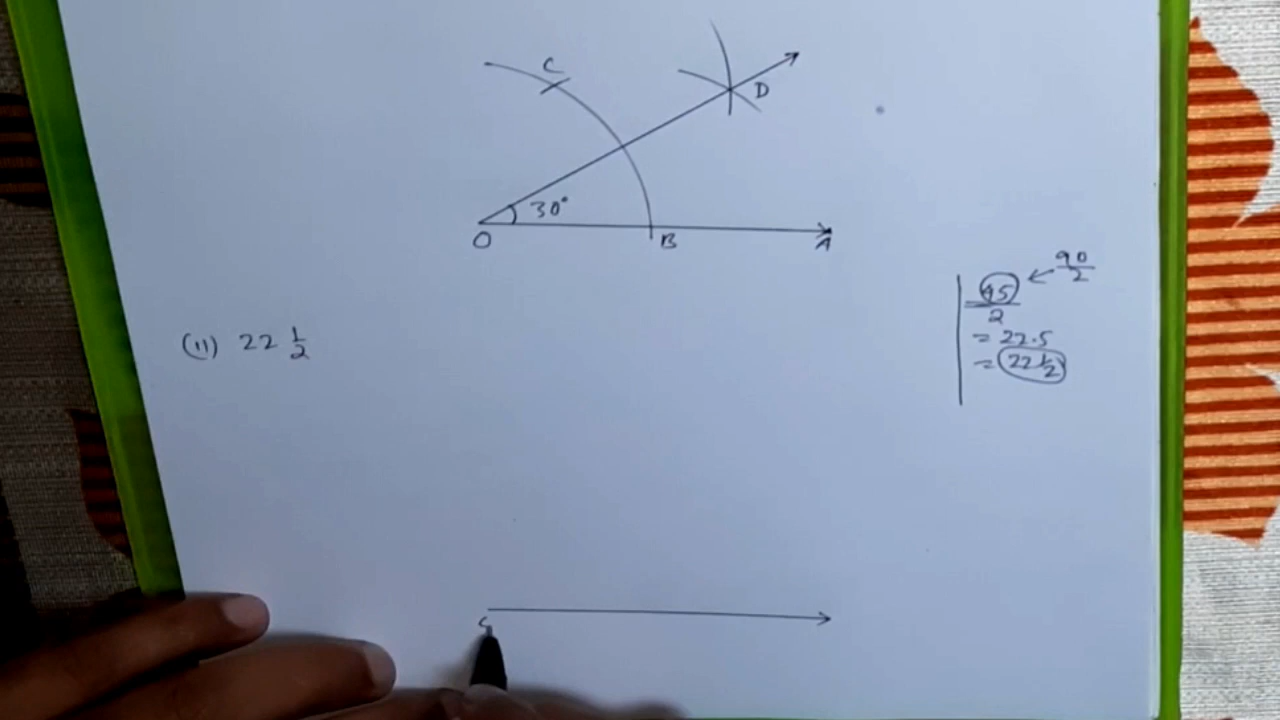 C
D
30°
O B A
90
2
45
2
= 22.5
= 22 1/2
(ii) 22 1/2